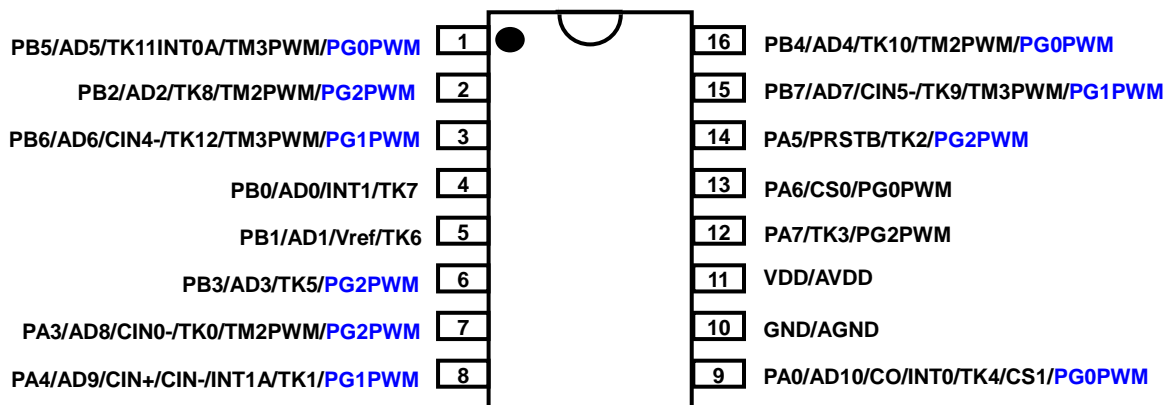 PB5/AD5/TK11INT0A/TM3PWM/PG0PWM 1
16 PB4/AD4/TK10/TM2PWM/PG0PWM
PB2/AD2/TK8/TM2PWM/PG2PWM 2
15 PB7/AD7/CIN5-/TK9/TM3PWM/PG1PWM
PB6/AD6/CIN4-/TK12/TM3PWM/PG1PWM 3
14 PA5/PRSTB/TK2/PG2PWM
PB0/AD0/INT1/TK7 4
13 PA6/CS0/PG0PWM
PB1/AD1/Vref/TK6 5
12 PA7/TK3/PG2PWM
PB3/AD3/TK5/PG2PWM 6
11 VDD/AVDD
PA3/AD8/CIN0-/TK0/TM2PWM/PG2PWM 7
10 GND/AGND
PA4/AD9/CIN+/CIN-/INT1A/TK1/PG1PWM 8
9 PA0/AD10/CO/INT0/TK4/CS1/PG0PWM